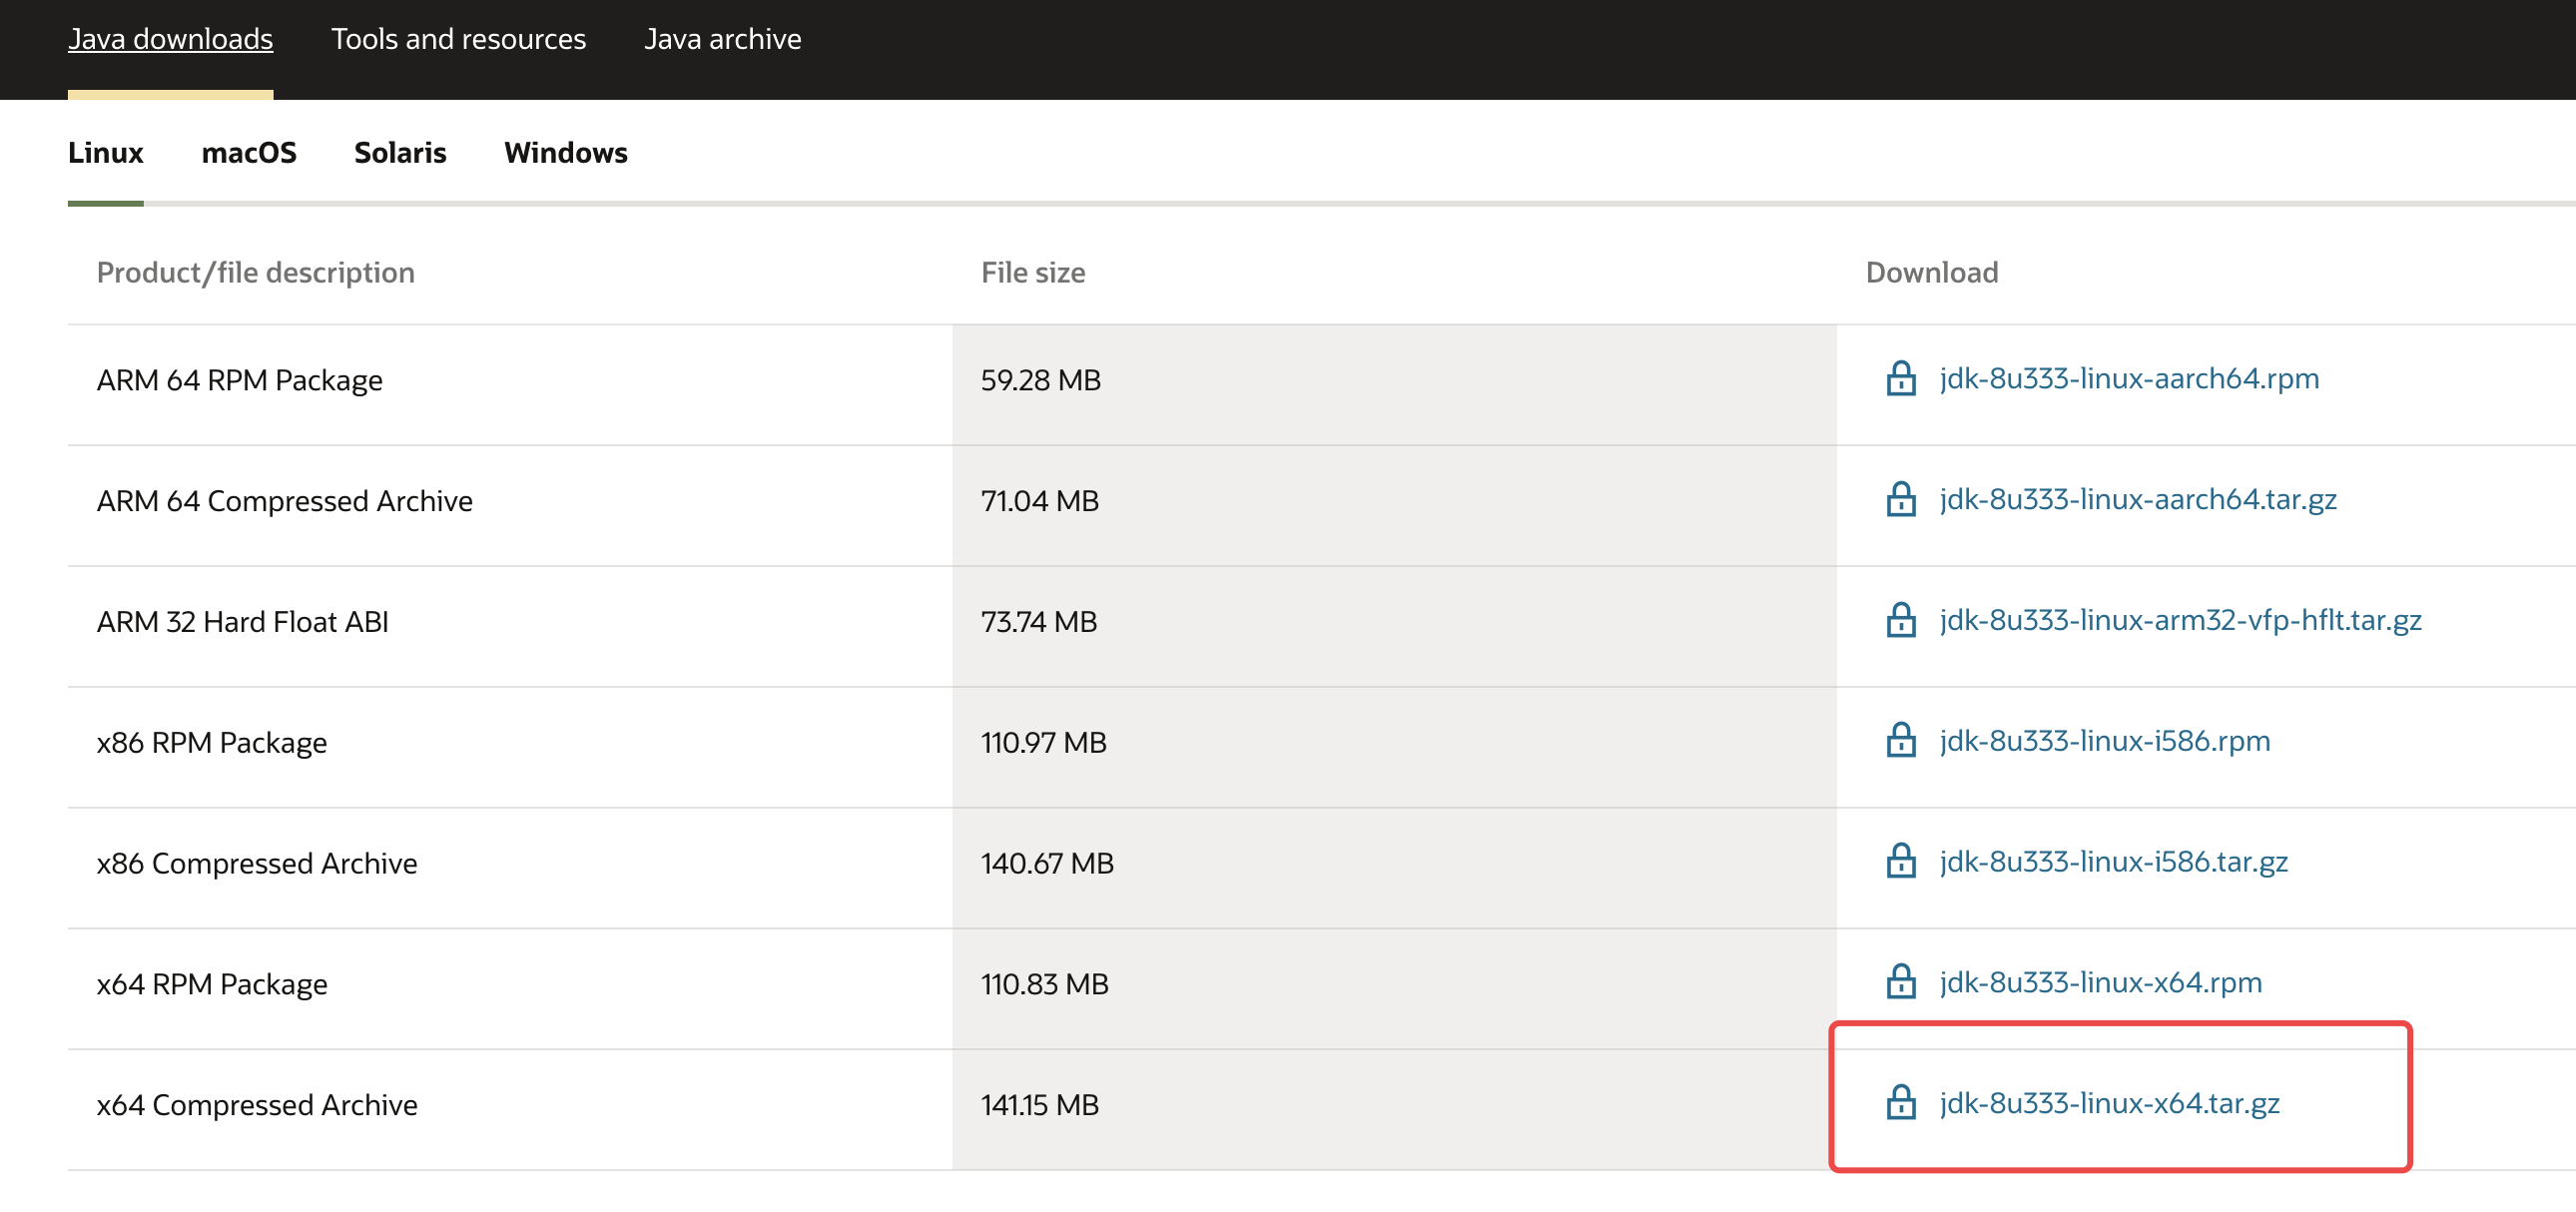 Java downloads Tools and resources Java archive
Linux macOS Solaris Windows
Product/file description File size Download
ARM 64 RPM Package 59.28 MB jdk-8u333-linux-aarch64.rpm
ARM 64 Compressed Archive 71.04 MB jdk-8u333-linux-aarch64.tar.gz
ARM 32 Hard Float ABI 73.74 MB jdk-8u333-linux-arm32-vfp-hflt.tar.gz
x86 RPM Package 110.97 MB jdk-8u333-linux-i586.rpm
x86 Compressed Archive 140.67 MB jdk-8u333-linux-i586.tar.gz
x64 RPM Package 110.83 MB jdk-8u333-linux-x64.rpm
x64 Compressed Archive 141.15 MB jdk-8u333-linux-x64.tar.gz